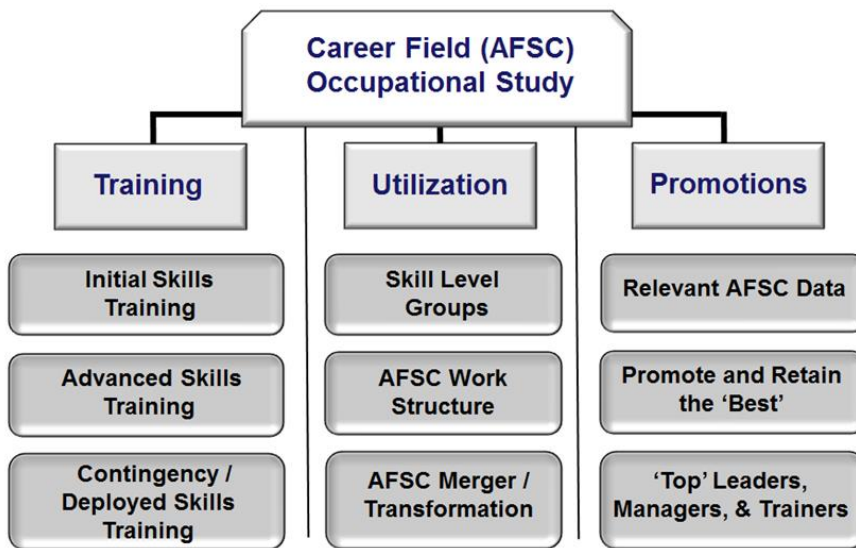 Career Field (AFSC)
Occupational Study
Training
Initial Skills
Training
Advanced Skills
Training
Contingency /
Deployed Skills
Training
Utilization
Skill Level
Groups
AFSC Work
Structure
AFSC Merger /
Transformation
Promotions
Relevant AFSC Data
Promote and Retain
the ‘Best’
‘Top’ Leaders,
Managers, & Trainers